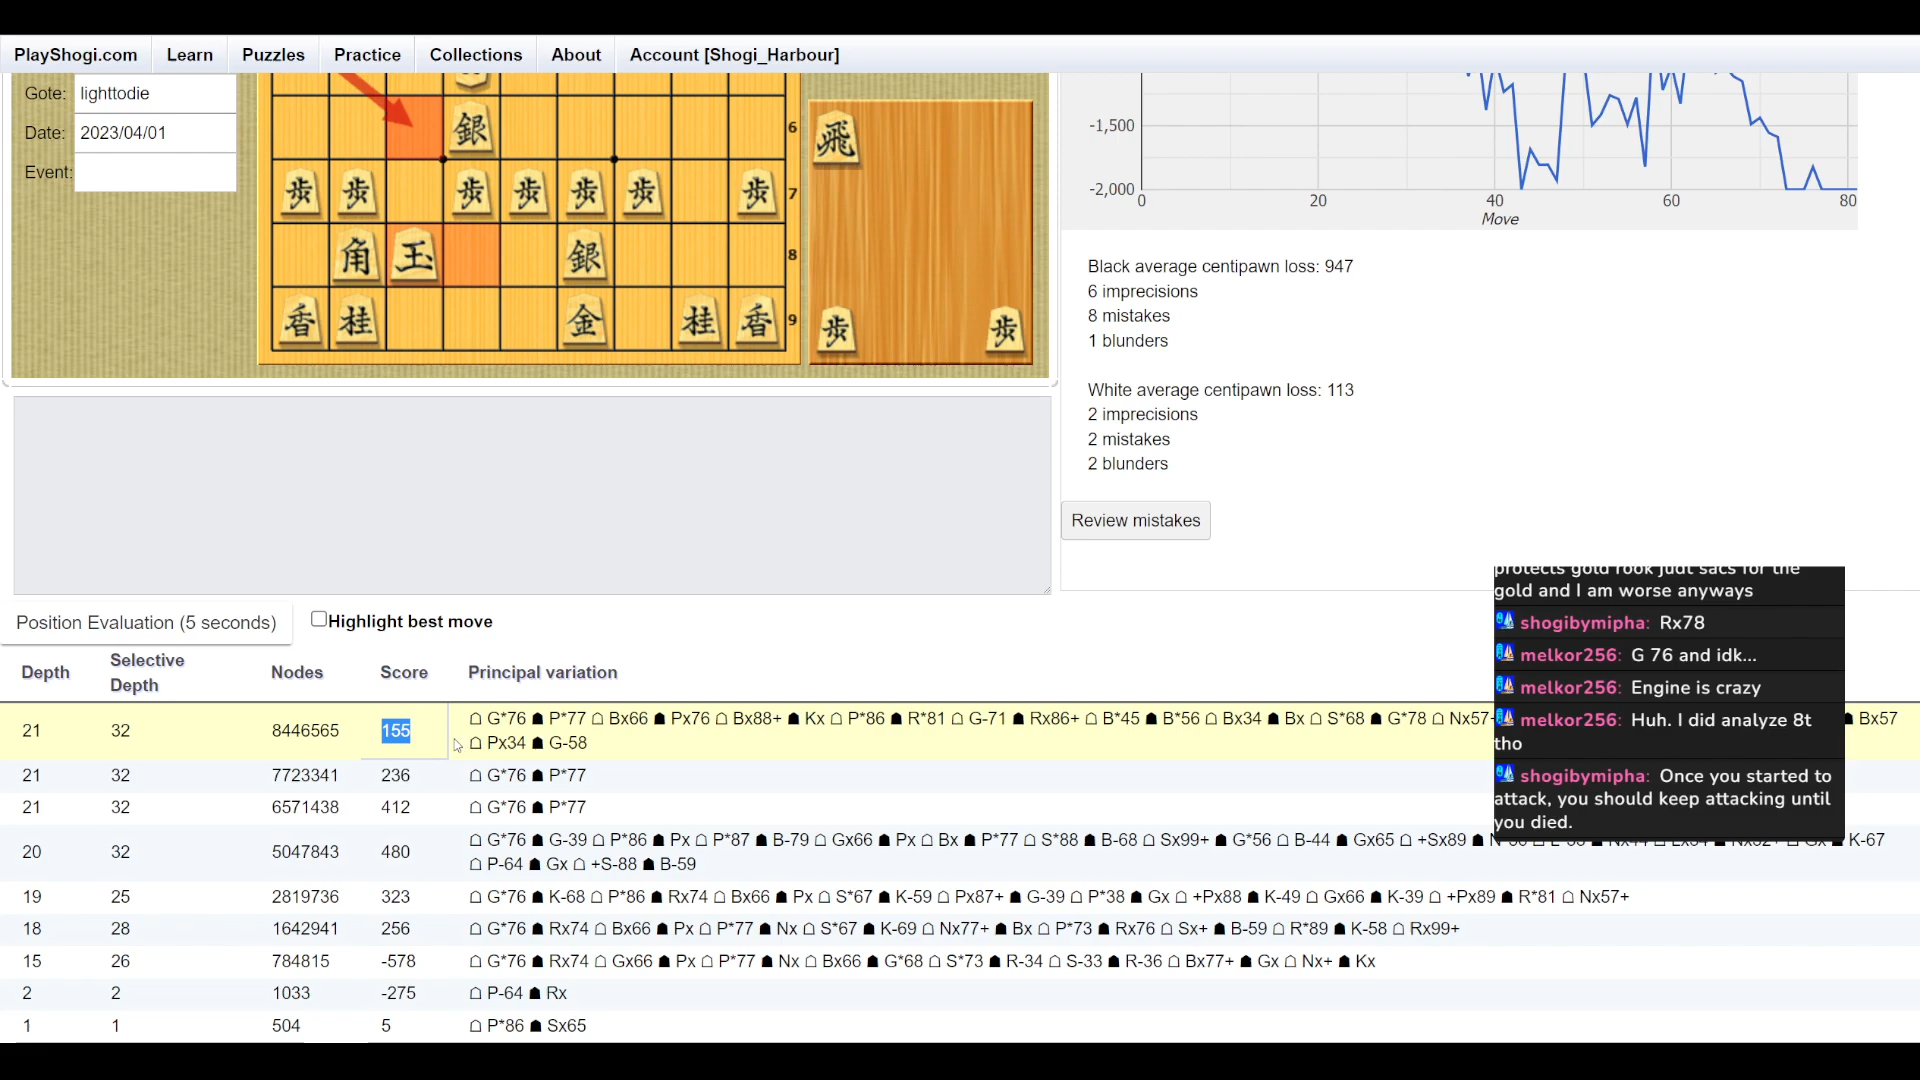 PlayShogi.com Learn Puzzles Practice Collections About Account [Shogi_Harbour]
Gote: lighttodie
Date: 2023/04/01
Event:
銀 6 飛
歩 歩 歩 歩 歩 歩 歩 7
角 王 銀 8
香 桂 金 桂 香 9 歩 歩
-1,500
-2,000
0 20 40 60 80
Move
Black average centipawn loss: 947
6 imprecisions
8 mistakes
1 blunders
White average centipawn loss: 113
2 imprecisions
2 mistakes
2 blunders
Review mistakes
Position Evaluation (5 seconds) Highlight best move
Depth Selective Depth Nodes Score Principal variation
21 32 8446565 155 ☖ G*76 ☗ P*77 ☖ Bx66 ☗ Px76 ☖ Bx88+ ☗ Kx ☖ P*86 ☗ R*81 ☖ G-71 ☗ Rx86+ ☖ B*45 ☗ B*56 ☖ Bx34 ☗ Bx ☖ S*68 ☗ G*78 ☖ Nx57+ ☗ Bx57
☖ Px34 ☗ G-58
21 32 7723341 236 ☖ G*76 ☗ P*77
21 32 6571438 412 ☖ G*76 ☗ P*77
20 32 5047843 480 ☖ G*76 ☗ G-39 ☖ P*86 ☗ Px ☖ P*87 ☗ B-79 ☖ Gx66 ☗ Px ☖ Bx ☗ P*77 ☖ S*88 ☗ B-68 ☖ Sx99+ ☗ G*56 ☖ B-44 ☗ Gx65 ☖ +Sx89 ☗ K-67
☖ P-64 ☗ Gx ☖ +S-88 ☗ B-59
19 25 2819736 323 ☖ G*76 ☗ K-68 ☖ P*86 ☗ Rx74 ☖ Bx66 ☗ Px ☖ S*67 ☗ K-59 ☖ Px87+ ☗ G-39 ☖ P*38 ☗ Gx ☖ +Px88 ☗ K-49 ☖ Gx66 ☗ K-39 ☖ +Px89 ☗ R*81 ☖ Nx57+
18 28 1642941 256 ☖ G*76 ☗ Rx74 ☖ Bx66 ☗ Px ☖ P*77 ☗ Nx ☖ S*67 ☗ K-69 ☖ Nx77+ ☗ Bx ☖ P*73 ☗ Rx76 ☖ Sx+ ☗ B-59 ☖ R*89 ☗ K-58 ☖ Rx99+
15 26 784815 -578 ☖ G*76 ☗ Rx74 ☖ Gx66 ☗ Px ☖ P*77 ☗ Nx ☖ Bx66 ☗ G*68 ☖ S*73 ☗ R-34 ☖ S-33 ☗ R-36 ☖ Bx77+ ☗ Gx ☖ Nx+ ☗ Kx
2 2 1033 -275 ☖ P-64 ☗ Rx
1 1 504 5 ☖ P*86 ☗ Sx65
protects gold rook judt sacs for the
gold and I am worse anyways
shogibymipha: Rx78
melkor256: G 76 and idk...
melkor256: Engine is crazy
melkor256: Huh. I did analyze 8t
tho
shogibymipha: Once you started to
attack, you should keep attacking until
you died.